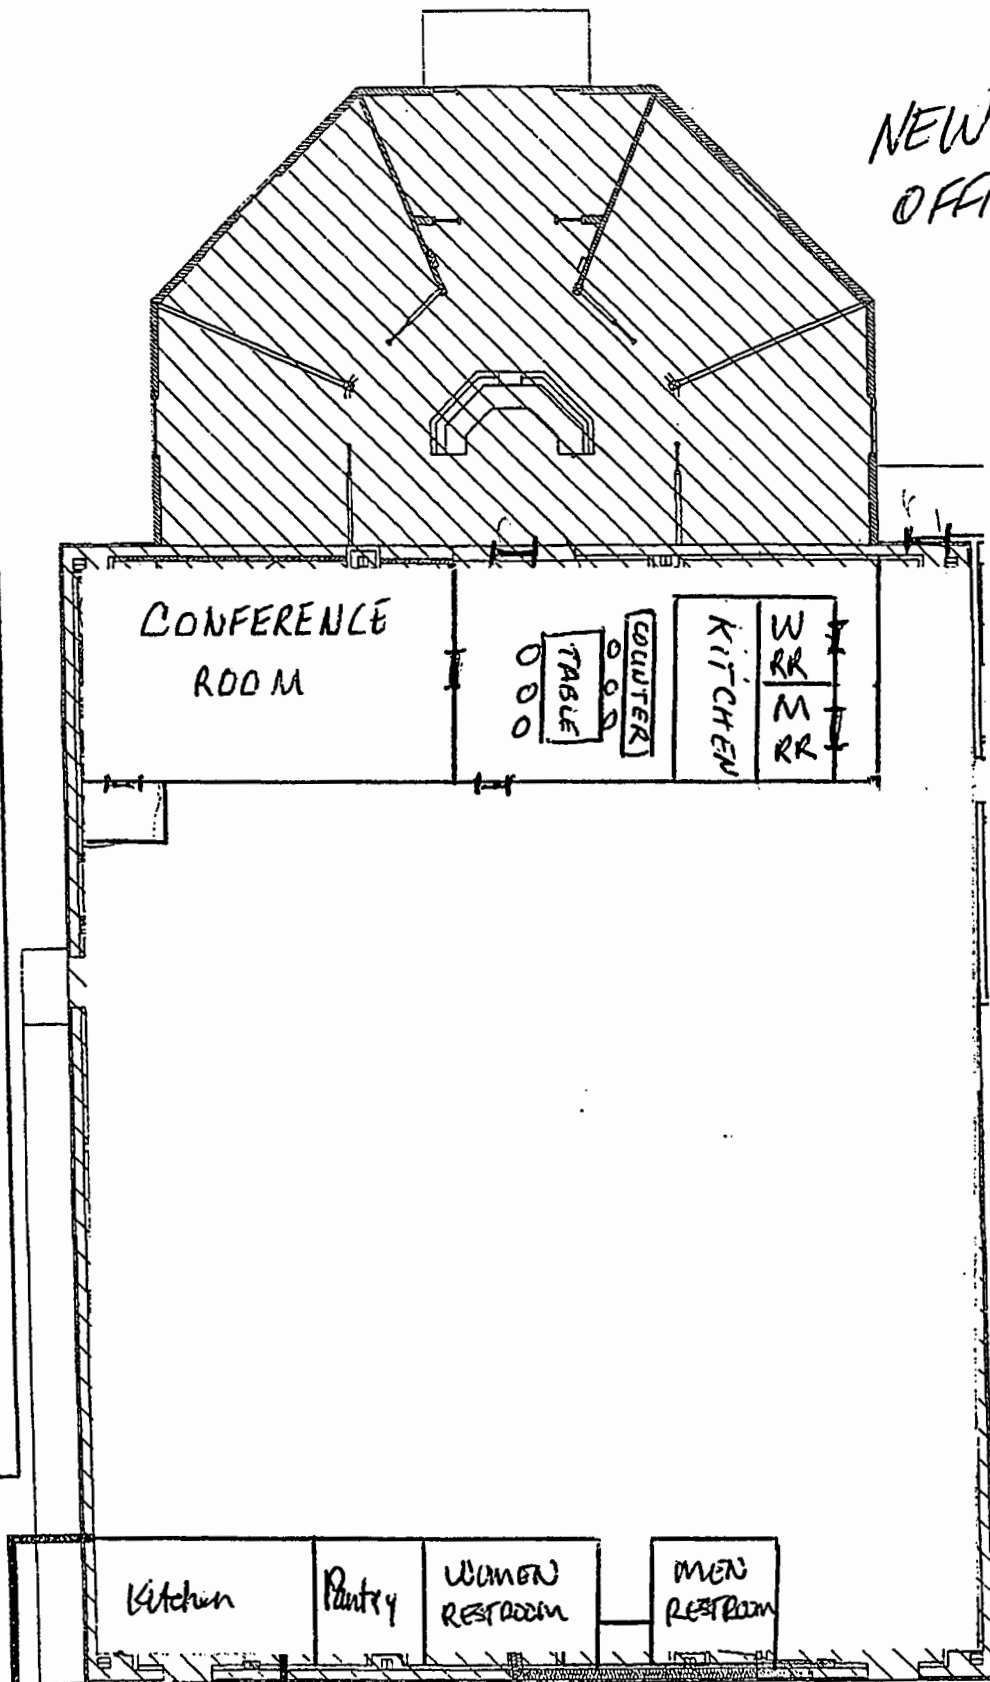 NEW
CONFERENCE
ROOM
TABLE
COUNTER
KITCHEN
W
RR
M
RR
Kitchen
Pantry
WOMEN
RESTROOM
MEN
RESTROOM